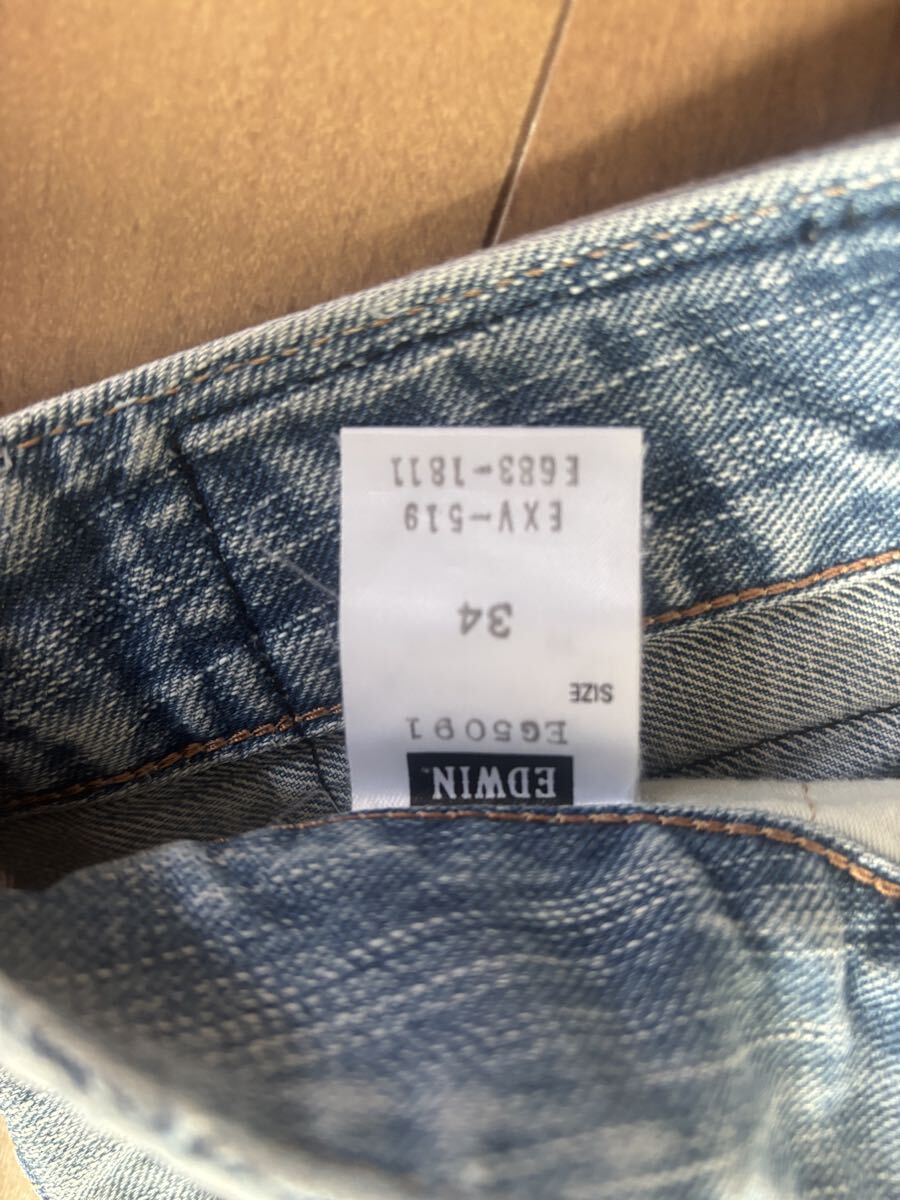 EDWIN
EG5091
SIZE
34
EXV-519
E683-1811